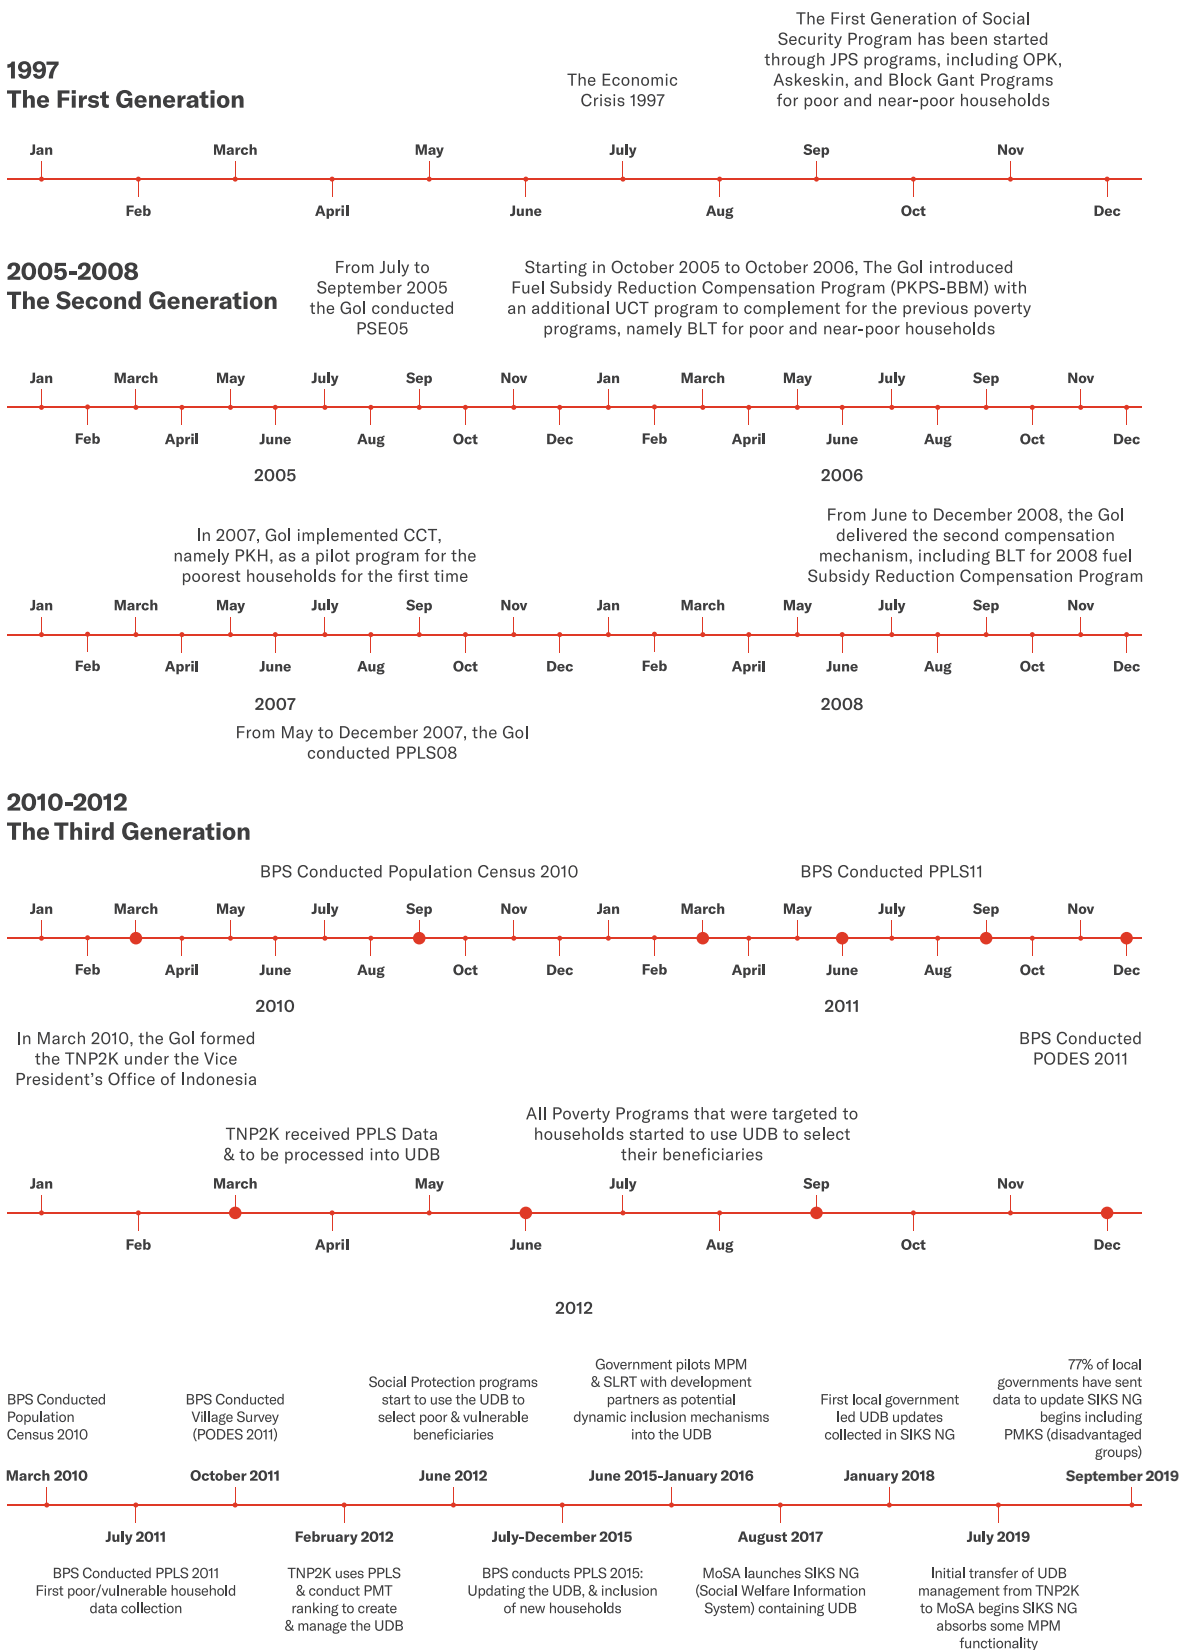 1997
The First Generation
The Economic
Crisis 1997
The First Generation of Social
Security Program has been started
through JPS programs, including OPK,
Askeskin, and Block Gant Programs
for poor and near-poor households
Jan
March
May
July
Sep
Nov
Feb
April
June
Aug
Oct
Dec
2005-2008
The Second Generation
From July to
September 2005
the GoI conducted
PSE05
Starting in October 2005 to October 2006, The GoI introduced
Fuel Subsidy Reduction Compensation Program (PKPS-BBM) with
an additional UCT program to complement for the previous poverty
programs, namely BLT for poor and near-poor households
Jan
March
May
July
Sep
Nov
Jan
March
May
July
Sep
Nov
Feb
April
June
Aug
Oct
Dec
Feb
April
June
Aug
Oct
Dec
2005
2006
In 2007, GoI implemented CCT,
namely PKH, as a pilot program for the
poorest households for the first time
From June to December 2008, the GoI
delivered the second compensation
mechanism, including BLT for 2008 fuel
Subsidy Reduction Compensation Program
Jan
March
May
July
Sep
Nov
Jan
March
May
July
Sep
Nov
Feb
April
June
Aug
Oct
Dec
Feb
April
June
Aug
Oct
Dec
2007
2008
From May to December 2007, the GoI
conducted PPLS08
2010-2012
The Third Generation
BPS Conducted Population Census 2010
BPS Conducted PPLS11
Jan
March
May
July
Sep
Nov
Jan
March
May
July
Sep
Nov
Feb
April
June
Aug
Oct
Dec
Feb
April
June
Aug
Oct
Dec
2010
2011
In March 2010, the GoI formed
the TNP2K under the Vice
President's Office of Indonesia
BPS Conducted
PODES 2011
TNP2K received PPLS Data
& to be processed into UDB
All Poverty Programs that were targeted to
households started to use UDB to select
their beneficiaries
Jan
March
May
July
Sep
Nov
Feb
April
June
Aug
Oct
Dec
2012
BPS Conducted
Population
Census 2010
BPS Conducted
Village Survey
(PODES 2011)
Social Protection programs
start to use the UDB to
select poor & vulnerable
beneficiaries
Government pilots MPM
& SLRT with development
partners as potential
dynamic inclusion mechanisms
into the UDB
First local government
led UDB updates
collected in SIKS NG
77% of local
governments have sent
data to update SIKS NG
begins including
PMKS (disadvantaged
groups)
March 2010
October 2011
June 2012
June 2015-January 2016
January 2018
September 2019
July 2011
February 2012
July-December 2015
August 2017
July 2019
BPS Conducted PPLS 2011
First poor/vulnerable household
data collection
TNP2K uses PPLS
& conduct PMT
ranking to create
& manage the UDB
BPS conducts PPLS 2015:
Updating the UDB, & inclusion
of new households
MoSA launches SIKS NG
(Social Welfare Information
System) containing UDB
Initial transfer of UDB
management from TNP2K
to MoSA begins SIKS NG
absorbs some MPM
functionality